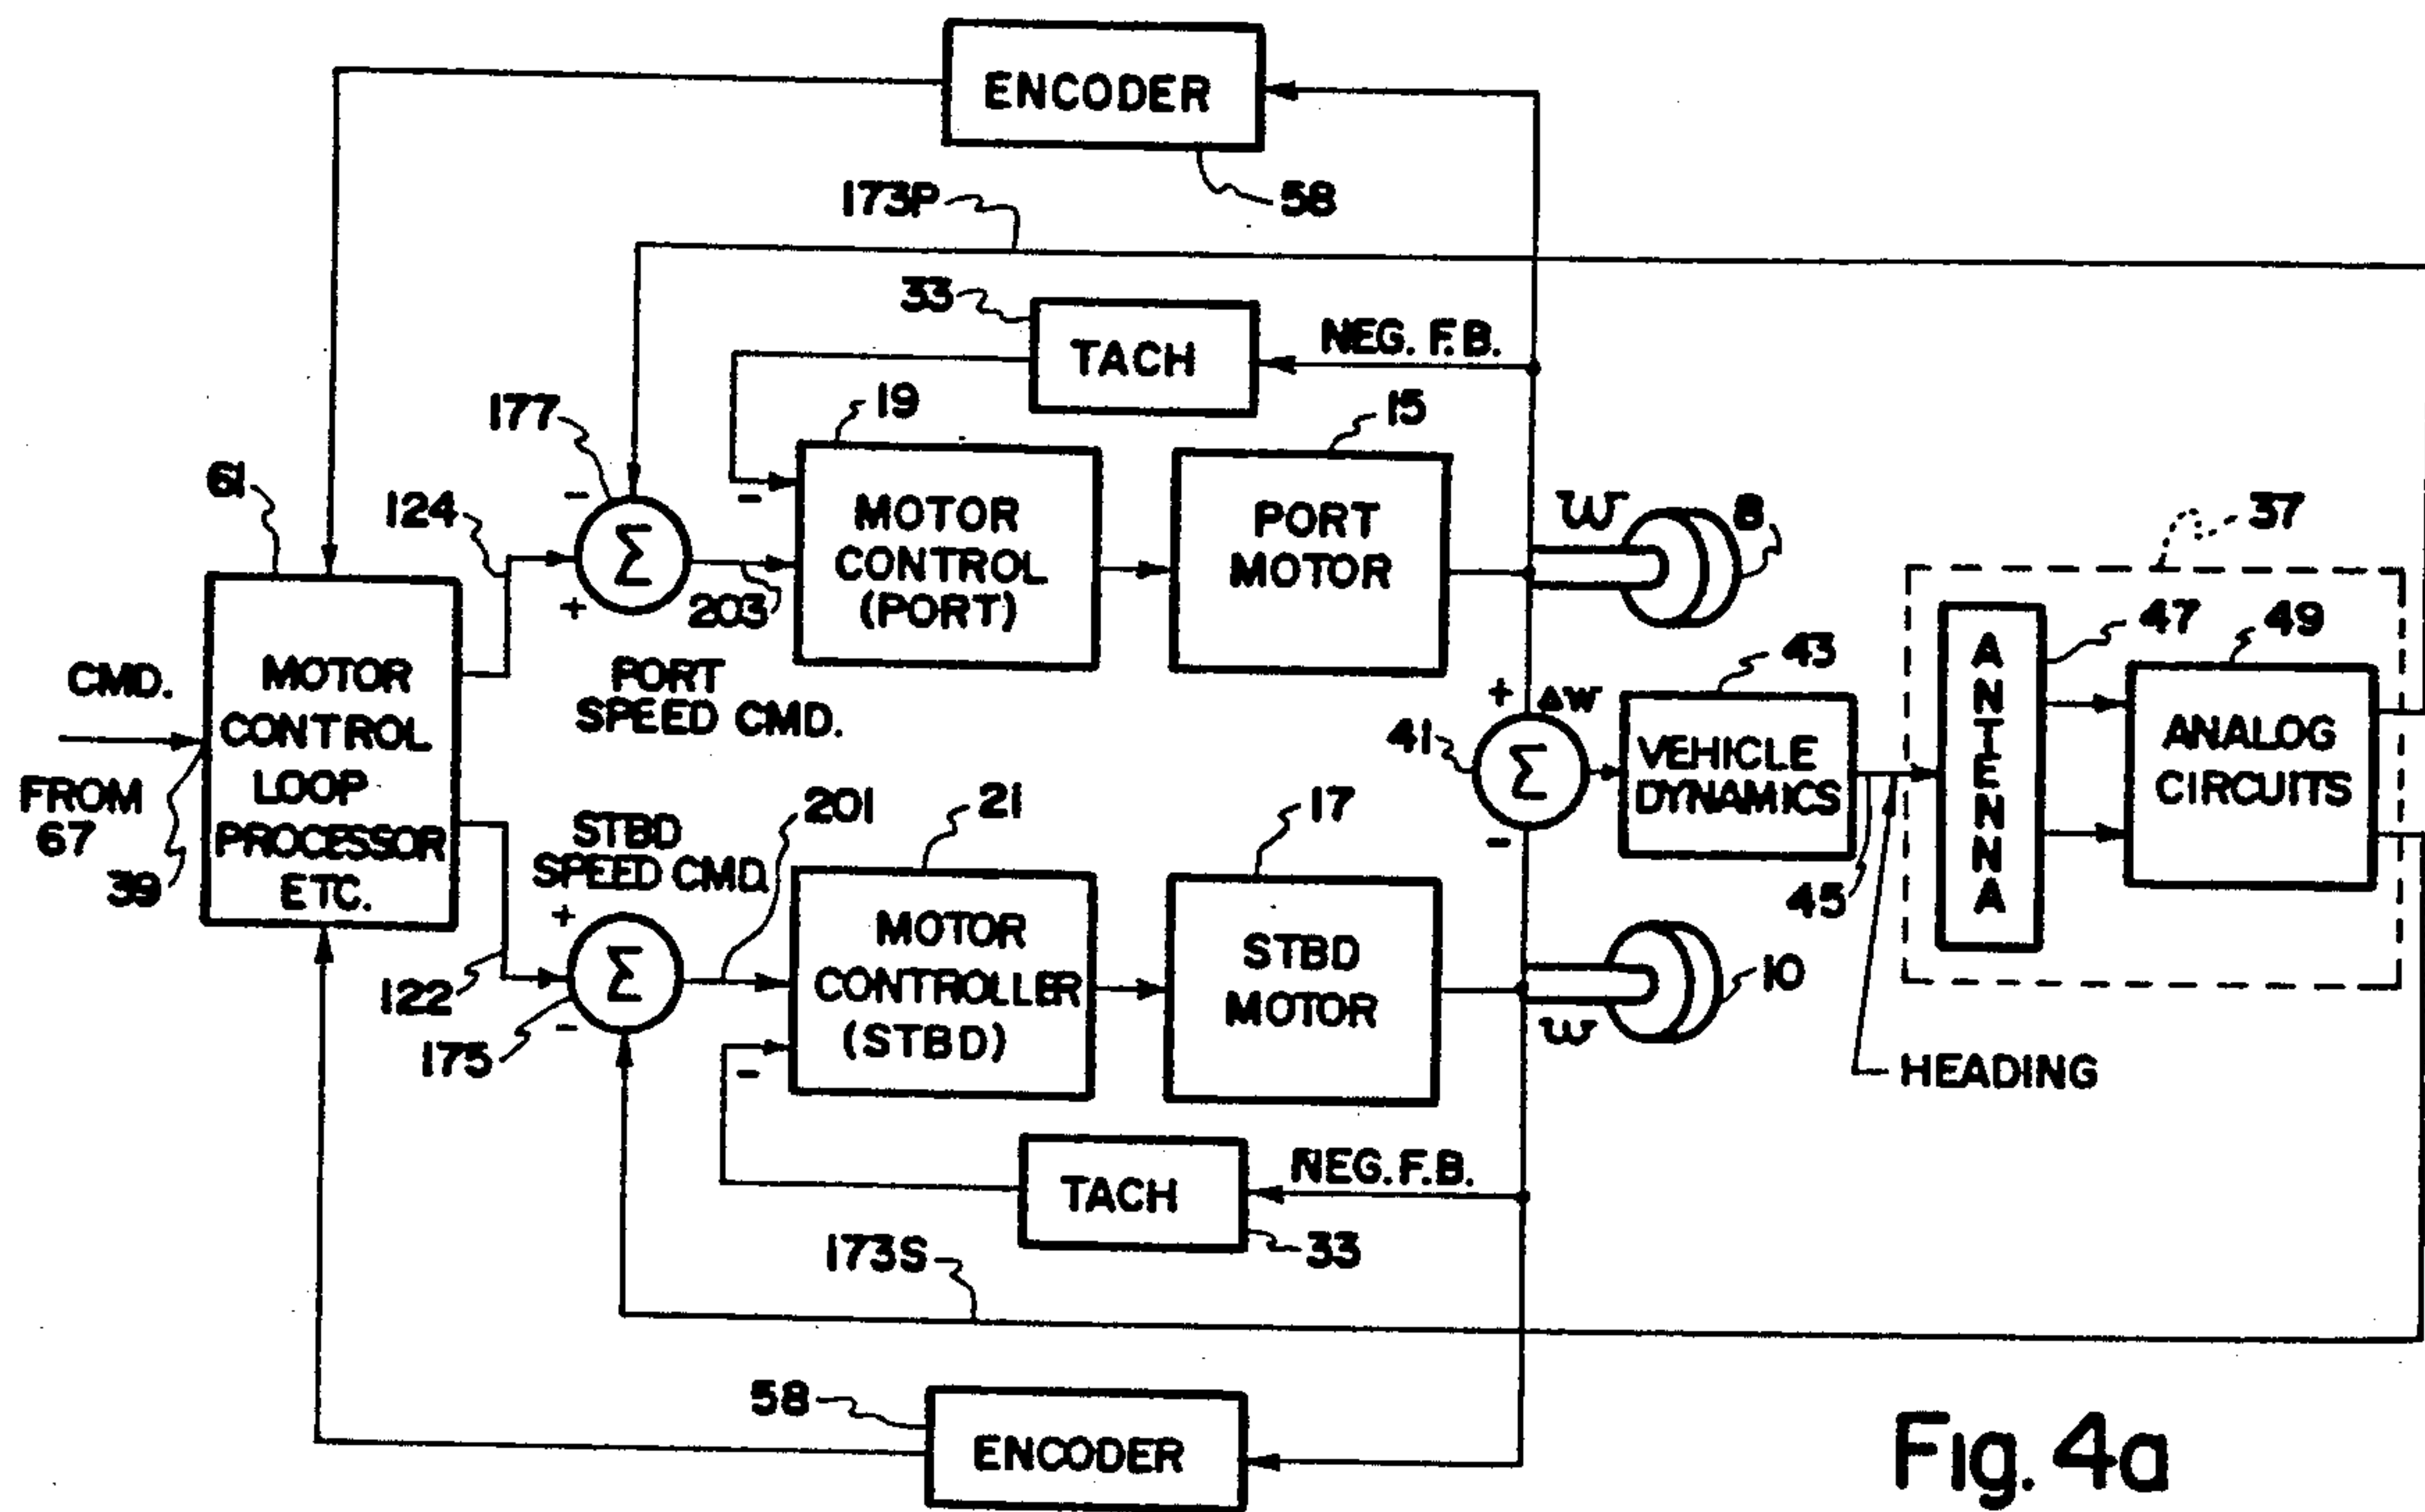 ENCODER
58
173P
33
TACH
NEG. F.B.
177
19
15
61
124
-
-
Σ
+
203
MOTOR
CONTROL
(PORT)
PORT
MOTOR
W
8
37
CMD.
FROM
67
39
MOTOR
CONTROL
LOOP
PROCESSOR
ETC.
PORT
SPEED CMD.
43
47
49
+
ΔW
41
Σ
-
VEHICLE
DYNAMICS
45
ANTENNA
ANALOG
CIRCUITS
STBD
SPEED CMD.
201
21
17
+
Σ
-
122
175
MOTOR
CONTROLLER
(STBD)
-
STBD
MOTOR
W
10
HEADING
TACH
NEG. F.B.
33
173S
58
ENCODER
Fig. 4a